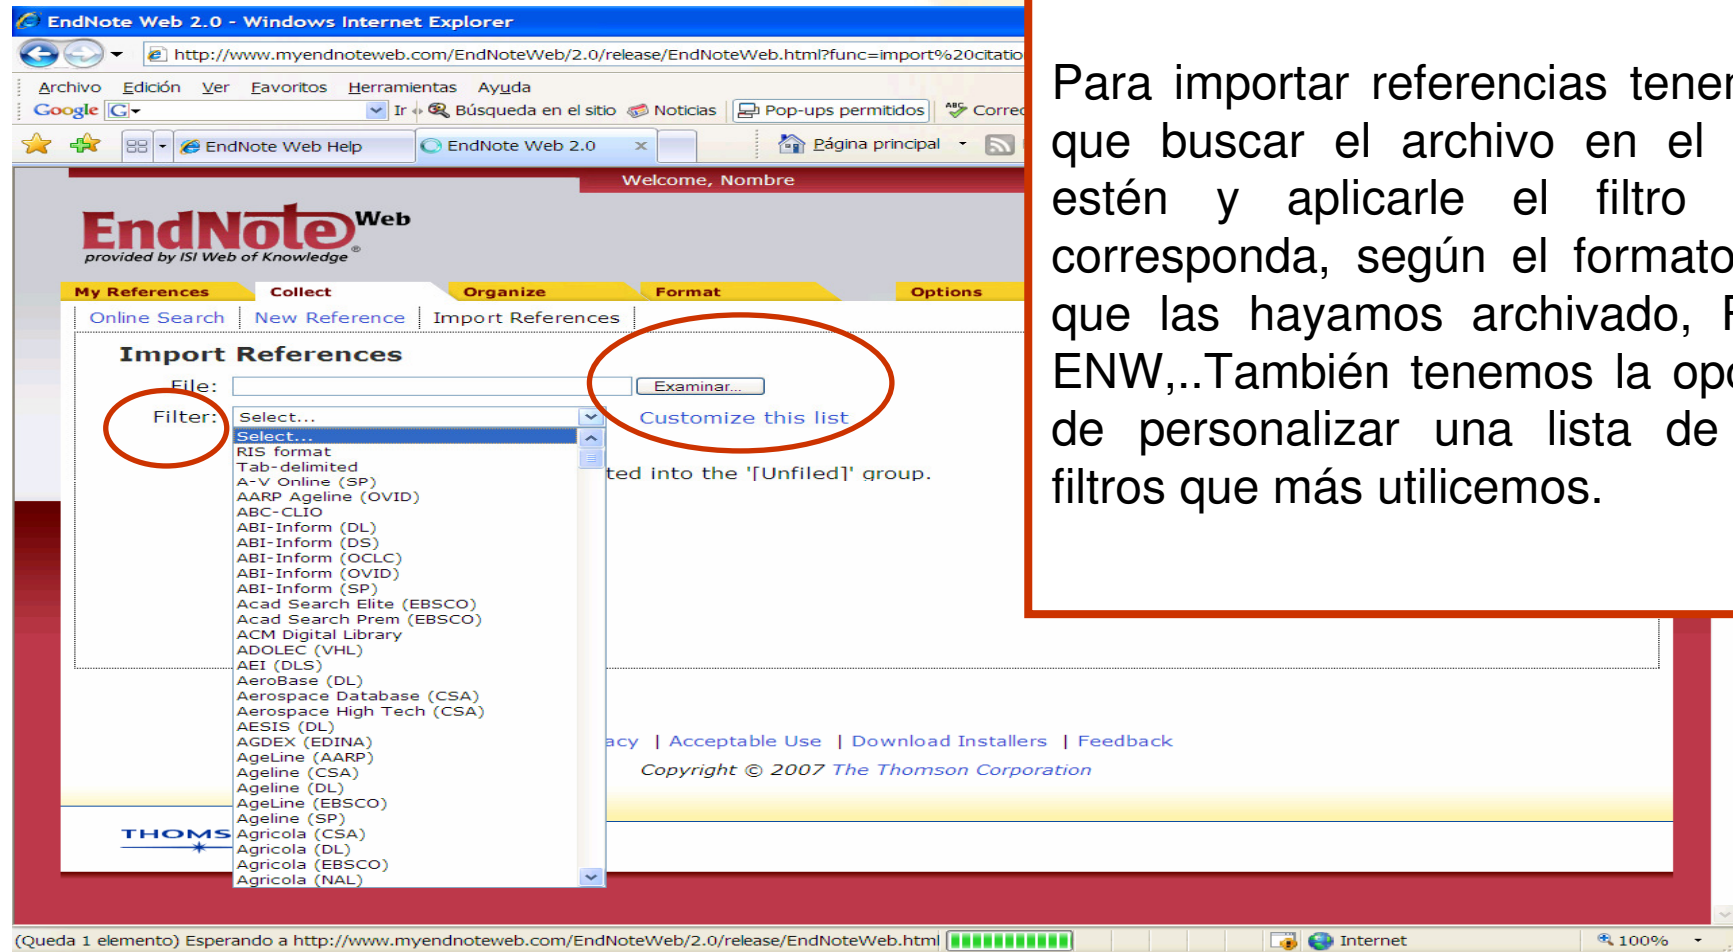 EndNote Web 2.0 - Windows Internet Explorer
http://www.myendnoteweb.com/EndNoteWeb/2.0/release/EndNoteWeb.html?func=import%20citatio
Archivo Edición Ver Favoritos Herramientas Ayuda
Google G Ir Búsqueda en el sitio Noticias Pop-ups permitidos Correc
EndNote Web Help EndNote Web 2.0 x Página principal
Welcome, Nombre
EndNote Web
provided by ISI Web of Knowledge
My References Collect Organize Format Options
Online Search New Reference Import References
Import References
File: Examinar...
Filter: Select... Customize this list
Select...
RIS format
Tab-delimited
ted into the '[Unfiled]' group.
A-V Online (SP)
AARP Ageline (OVID)
ABC-CLIO
ABI-Inform (DL)
ABI-Inform (DS)
ABI-Inform (OCLC)
ABI-Inform (OVID)
ABI-Inform (SP)
Acad Search Elite (EBSCO)
Acad Search Prem (EBSCO)
ACM Digital Library
ADOLEC (VHL)
AEI (DLS)
AeroBase (DL)
Aerospace Database (CSA)
Aerospace High Tech (CSA)
AESIS (DL)
AGDEX (EDINA)
AgeLine (AARP)
Ageline (CSA)
Ageline (DL)
AgeLine (EBSCO)
Ageline (SP)
Agricola (CSA)
Agricola (DL)
Agricola (EBSCO)
Agricola (NAL)
acy | Acceptable Use | Download Installers | Feedback
Copyright © 2007 The Thomson Corporation
THOMS
Para importar referencias tener
que buscar el archivo en el
estén y aplicarle el filtro
corresponda, según el formato
que las hayamos archivado,
ENW,..También tenemos la opc
de personalizar una lista de
filtros que más utilicemos.
(Queda 1 elemento) Esperando a http://www.myendnoteweb.com/EndNoteWeb/2.0/release/EndNoteWeb.html Internet 100%